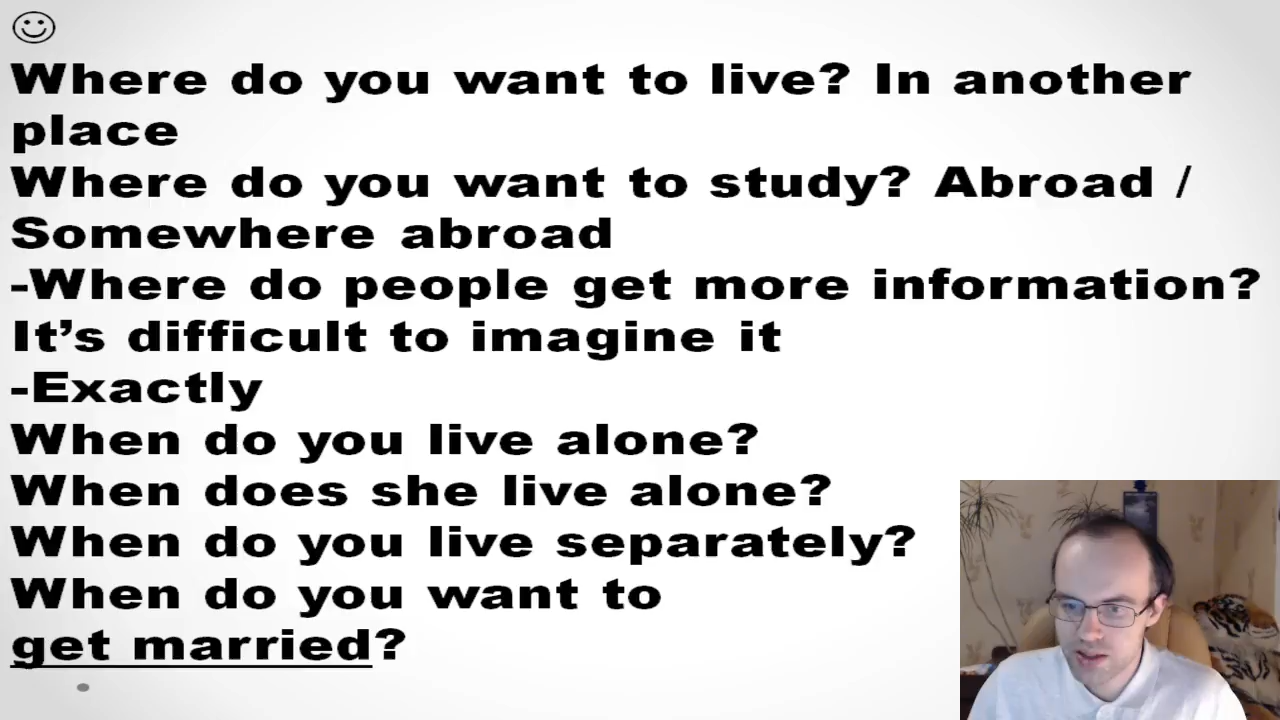 Where do you want to live? In another
place
Where do you want to study? Abroad /
Somewhere abroad
-Where do people get more information?
It’s difficult to imagine it
-Exactly
When do you live alone?
When does she live alone?
When do you live separately?
When do you want to
get married?